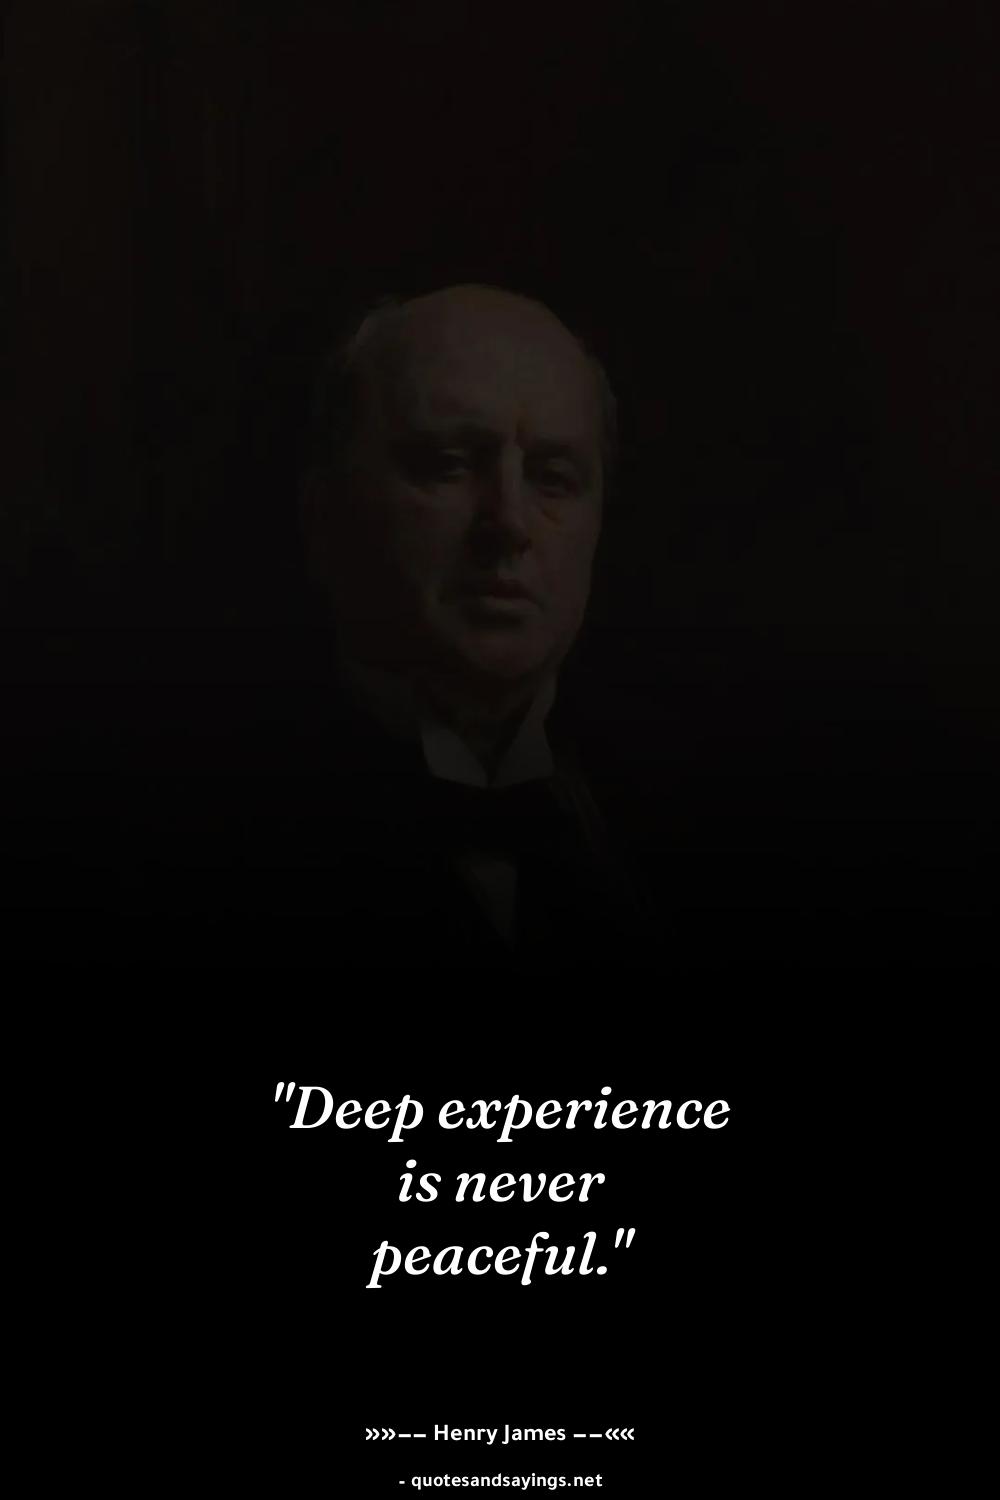 "Deep experience
is never
peaceful."
»»–– Henry James ––««
- quotesandsayings.net